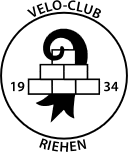 VELO-CLUB
19 34
RIEHEN